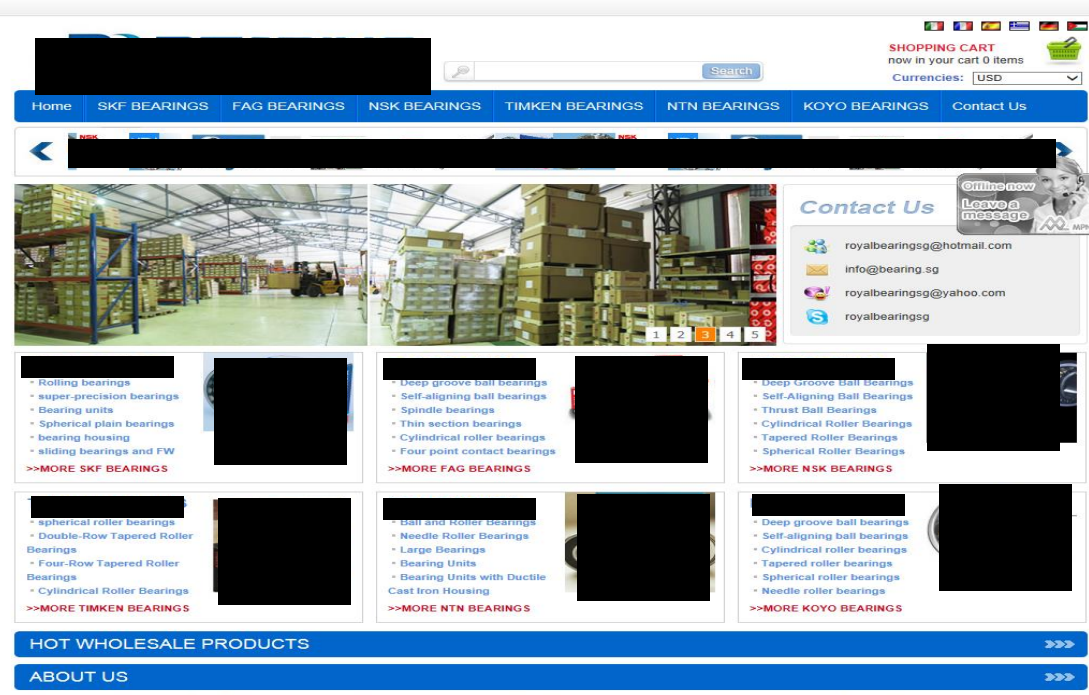 SHOPPING CART
now in your cart 0 items
Search
Currencies: USD
Home SKF BEARINGS FAG BEARINGS NSK BEARINGS TIMKEN BEARINGS NTN BEARINGS KOYO BEARINGS Contact Us
NSK NSK
Offline now
Leave a
message
Contact Us
royalbearingsg@hotmail.com
info@bearing.sg
royalbearingsg@yahoo.com
royalbearingsg
1 2 3 4 5
Rolling bearings
super-precision bearings
Bearing units
Spherical plain bearings
bearing housing
sliding bearings and FW
>>MORE SKF BEARINGS
Deep groove ball bearings
Self-aligning ball bearings
Spindle bearings
Thin section bearings
Cylindrical roller bearings
Four point contact bearings
>>MORE FAG BEARINGS
Deep Groove Ball Bearings
Self-Aligning Ball Bearings
Thrust Ball Bearings
Cylindrical Roller Bearings
Tapered Roller Bearings
Spherical Roller Bearings
>>MORE NSK BEARINGS
spherical roller bearings
Double-Row Tapered Roller
Bearings
Four-Row Tapered Roller
Bearings
Cylindrical Roller Bearings
>>MORE TIMKEN BEARINGS
Ball and Roller Bearings
Needle Roller Bearings
Large Bearings
Bearing Units
Bearing Units with Ductile
Cast Iron Housing
>>MORE NTN BEARINGS
Deep groove ball bearings
Self-aligning ball bearings
Cylindrical roller bearings
Tapered roller bearings
Spherical roller bearings
Needle roller bearings
>>MORE KOYO BEARINGS
HOT WHOLESALE PRODUCTS
ABOUT US